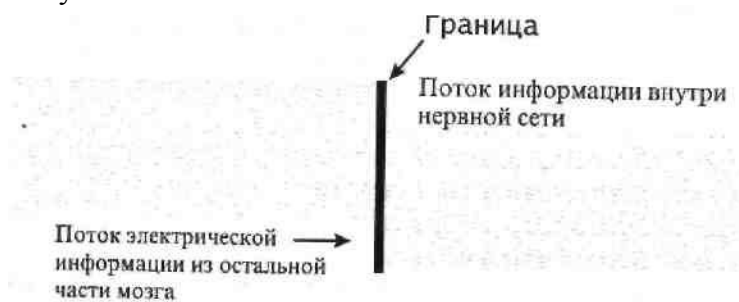 Граница
Поток информации внутри
нервной сети
Поток электрической
информации из остальной
части мозга